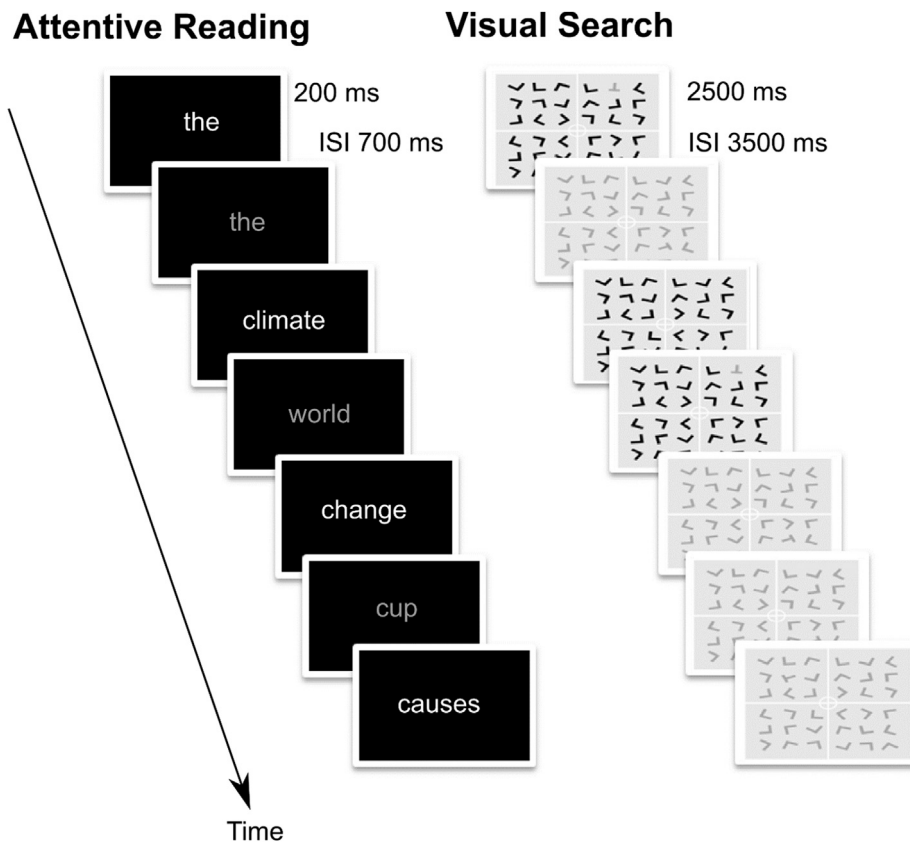 Attentive Reading
Visual Search
200 ms
ISI 700 ms
2500 ms
ISI 3500 ms
the
the
climate
world
change
cup
causes
Time